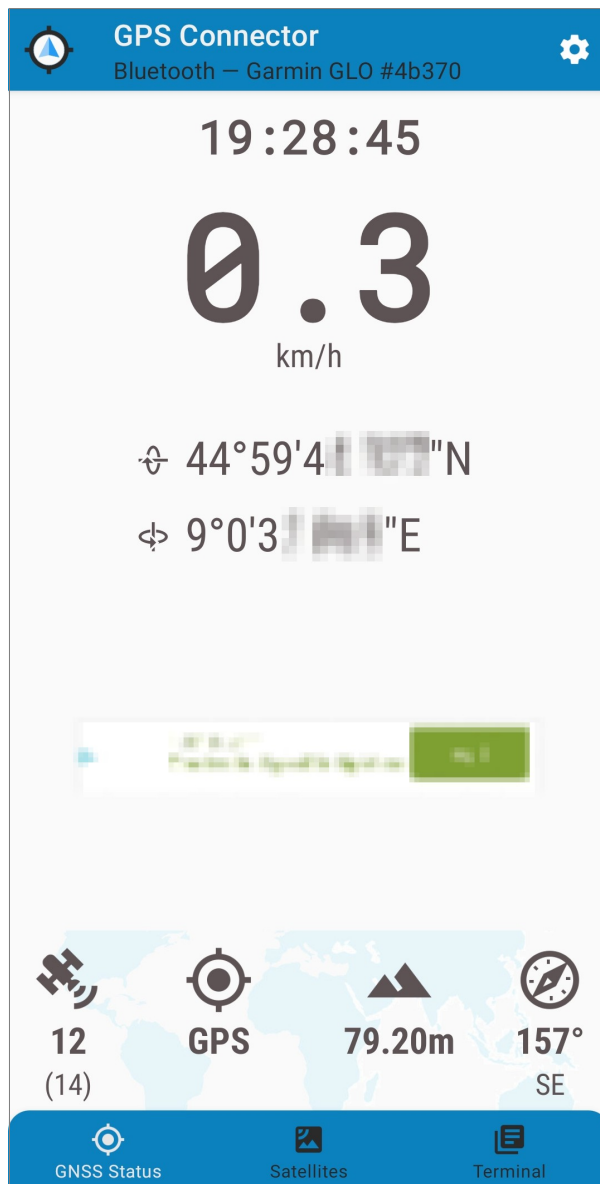 GPS Connector
Bluetooth — Garmin GLO #4b370
19:28:45
0.3
km/h
44°59'4 "N
9°0'3 "E
12
GPS
79.20m
157°
(14)
SE
GNSS Status
Satellites
Terminal